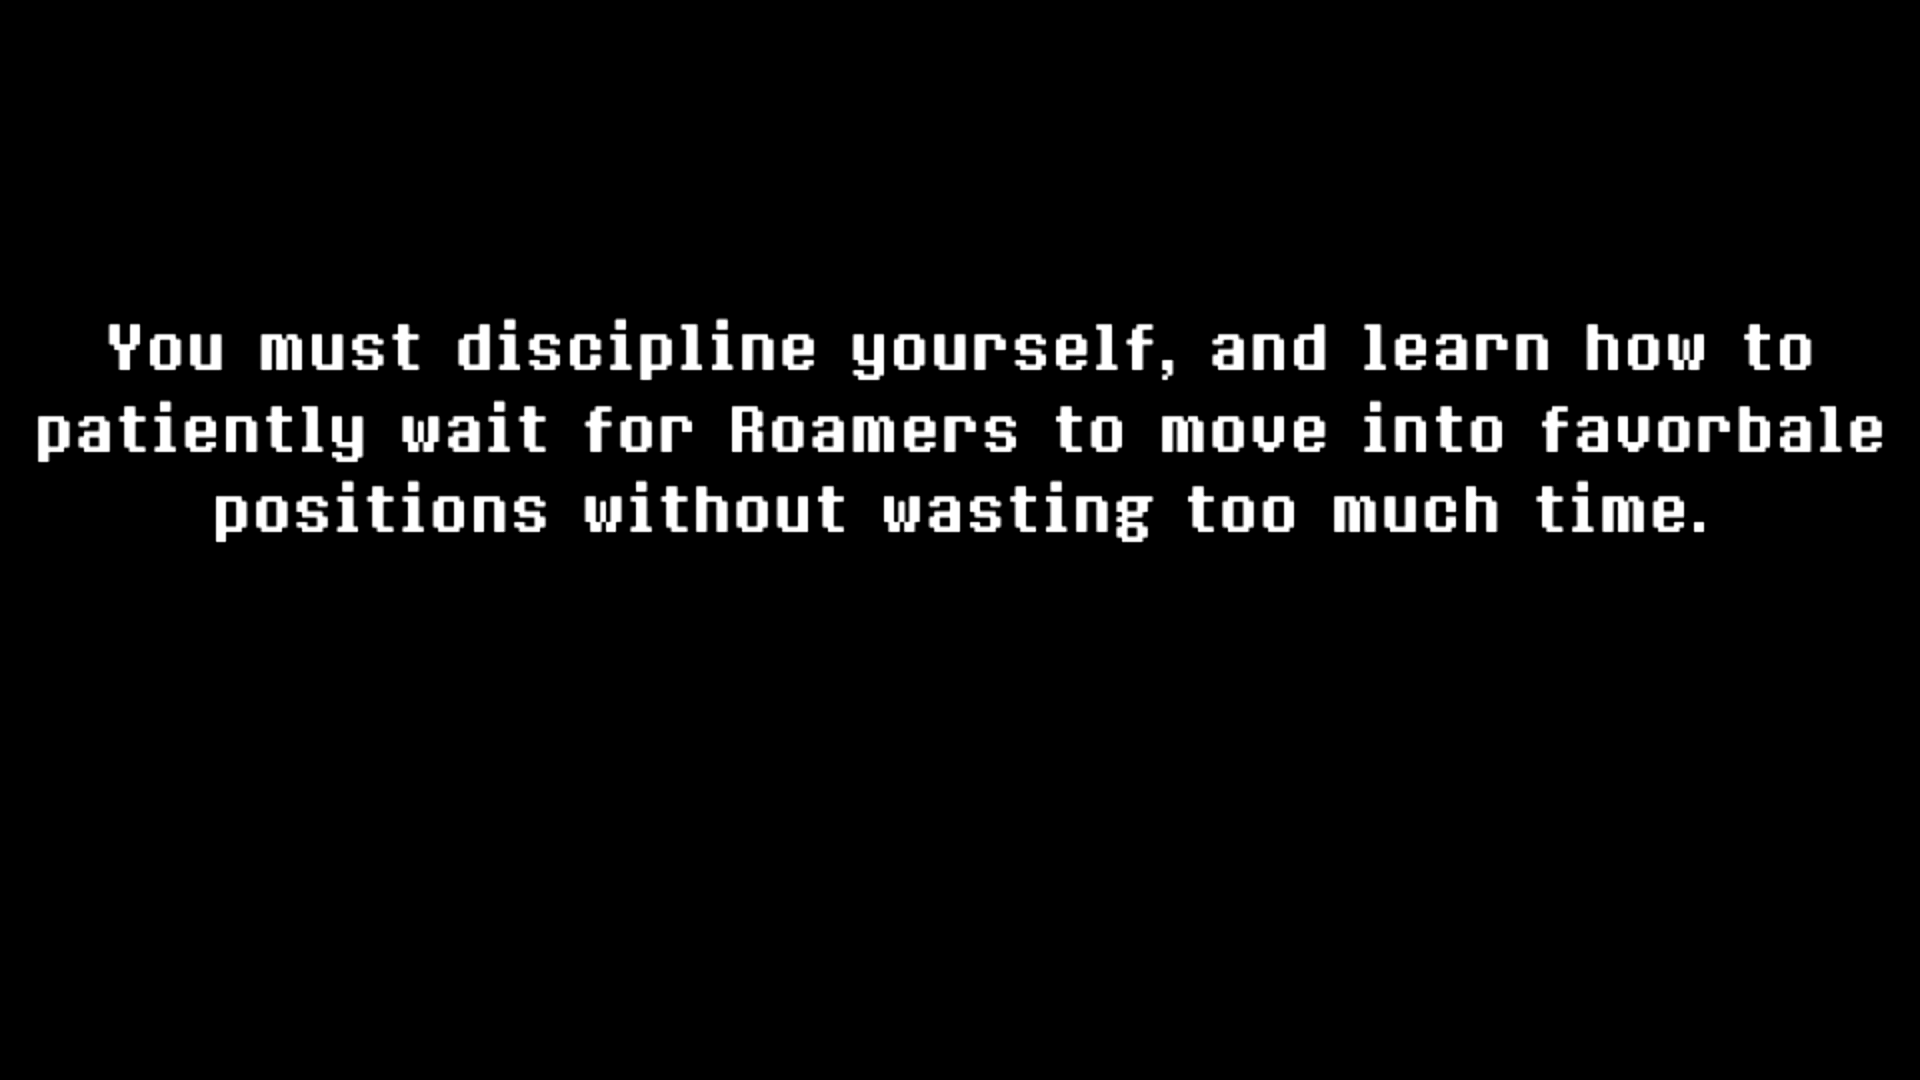 You must discipline yourself, and learn how to
patiently wait for Roamers to move into favorbale
positions without wasting too much time.